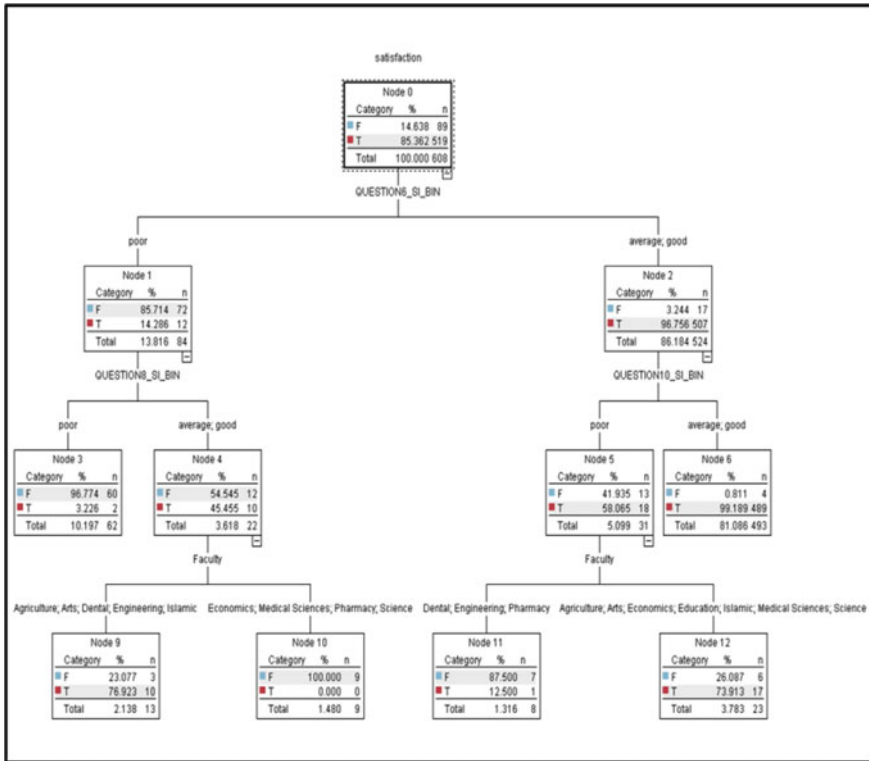 satisfaction
Node 0
Category % n
F 14.638 89
T 85.362 519
Total 100.000 608
QUESTION6_SI_BIN
poor
average; good
Node 1
Category % n
F 85.714 72
T 14.286 12
Total 13.816 84
Node 2
Category % n
F 3.244 17
T 96.756 507
Total 86.184 524
QUESTION8_SI_BIN
QUESTION10_SI_BIN
poor
average; good
poor
average; good
Node 3
Category % n
F 96.774 60
T 3.226 2
Total 10.197 62
Node 4
Category % n
F 54.545 12
T 45.455 10
Total 3.618 22
Node 5
Category % n
F 41.935 13
T 58.065 18
Total 5.099 31
Node 6
Category % n
F 0.811 4
T 99.189 489
Total 81.086 493
Faculty
Faculty
Agriculture; Arts; Dental; Engineering; Islamic
Economics; Medical Sciences; Pharmacy; Science
Dental; Engineering; Pharmacy
Agriculture; Arts; Economics; Education; Islamic; Medical Sciences; Science
Node 9
Category % n
F 23.077 3
T 76.923 10
Total 2.138 13
Node 10
Category % n
F 100.000 9
T 0.000 0
Total 1.480 9
Node 11
Category % n
F 87.500 7
T 12.500 1
Total 1.316 8
Node 12
Category % n
F 26.087 6
T 73.913 17
Total 3.783 23